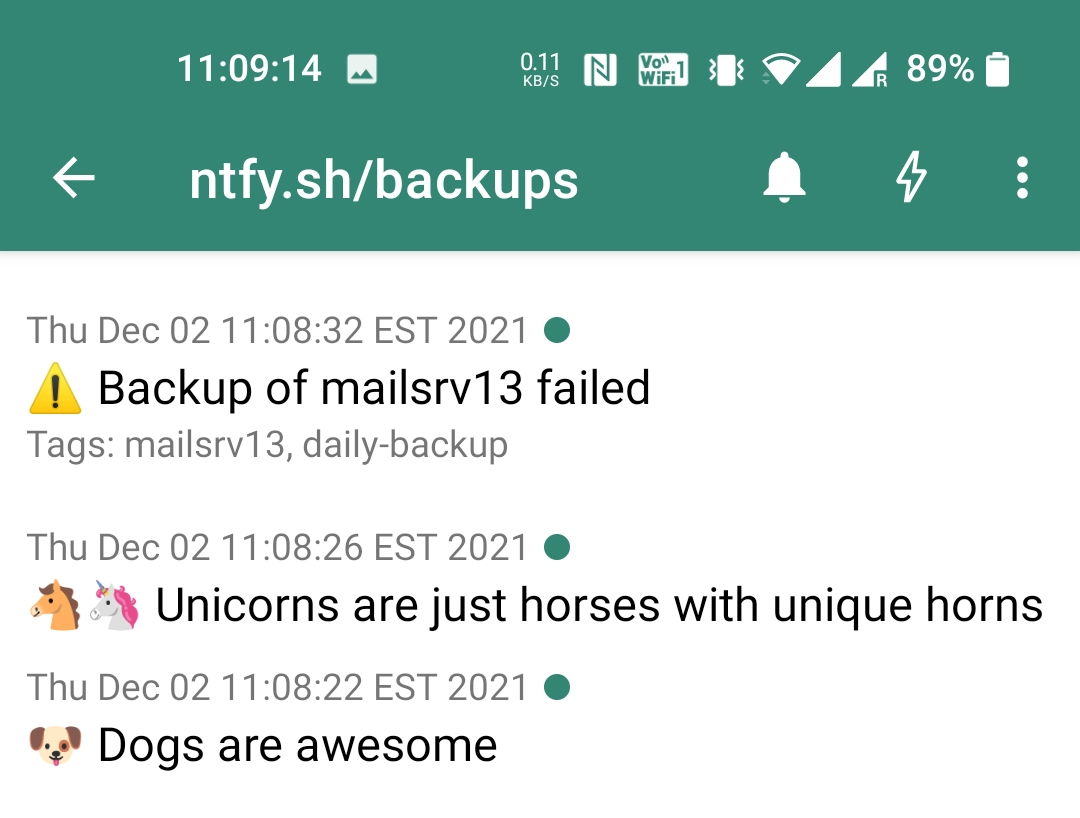 11:09:14 0.11 KB/S Vo)) WiFi 1 R 89%
ntfy.sh/backups
Thu Dec 02 11:08:32 EST 2021
⚠️ Backup of mailsrv13 failed
Tags: mailsrv13, daily-backup
Thu Dec 02 11:08:26 EST 2021
🐴🦄 Unicorns are just horses with unique horns
Thu Dec 02 11:08:22 EST 2021
🐶 Dogs are awesome